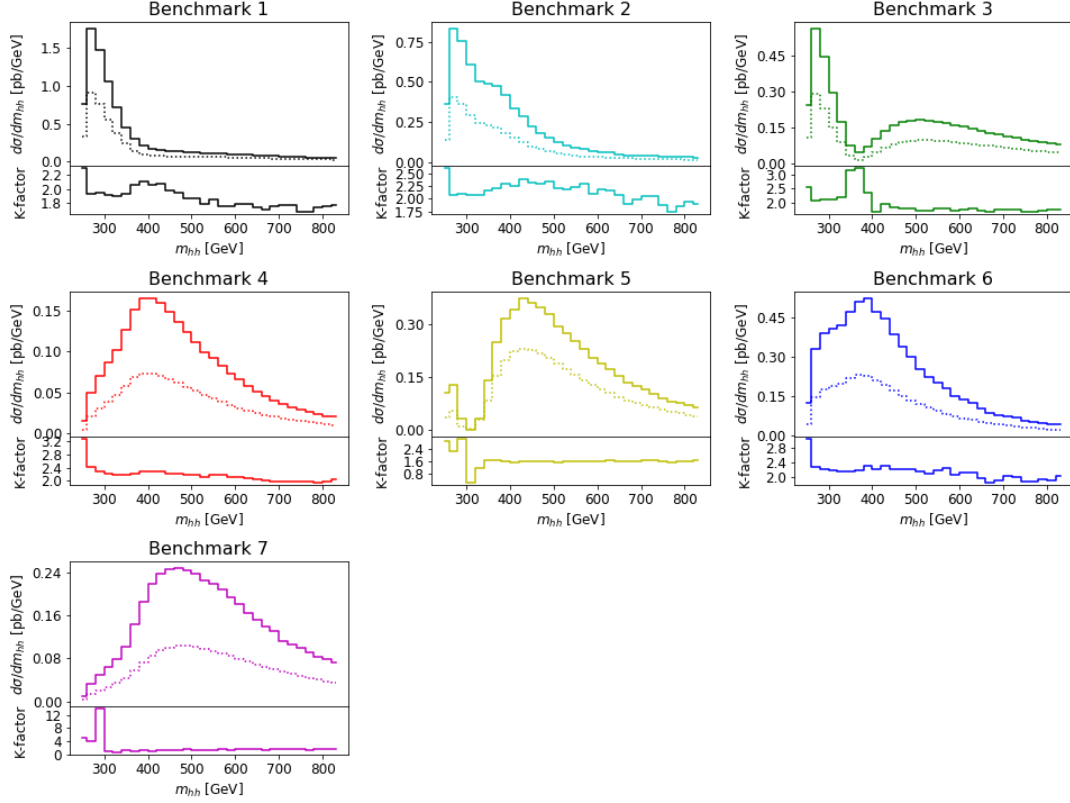 Benchmark 1
dσ/dm_hh [pb/GeV]
1.5
1.0
0.5
0.0
K-factor
2.2
2.0
1.8
300 400 500 600 700 800
m_hh [GeV]
Benchmark 2
dσ/dm_hh [pb/GeV]
0.75
0.50
0.25
0.00
K-factor
2.50
2.25
2.00
1.75
300 400 500 600 700 800
m_hh [GeV]
Benchmark 3
dσ/dm_hh [pb/GeV]
0.45
0.30
0.15
0.00
K-factor
3.0
2.5
2.0
300 400 500 600 700 800
m_hh [GeV]
Benchmark 4
dσ/dm_hh [pb/GeV]
0.15
0.10
0.05
0.00
K-factor
3.2
2.8
2.4
2.0
300 400 500 600 700 800
m_hh [GeV]
Benchmark 5
dσ/dm_hh [pb/GeV]
0.30
0.15
0.00
K-factor
2.4
1.6
0.8
300 400 500 600 700 800
m_hh [GeV]
Benchmark 6
dσ/dm_hh [pb/GeV]
0.45
0.30
0.15
0.00
K-factor
2.8
2.4
2.0
300 400 500 600 700 800
m_hh [GeV]
Benchmark 7
dσ/dm_hh [pb/GeV]
0.24
0.16
0.08
0.00
K-factor
12
8
4
0
300 400 500 600 700 800
m_hh [GeV]